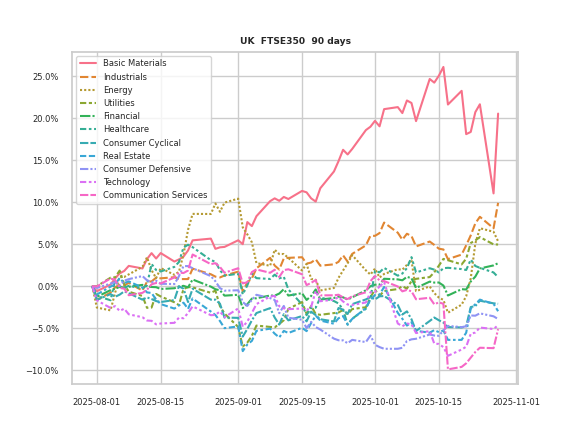 UK  FTSE350  90 days
25.0%
20.0%
15.0%
10.0%
5.0%
0.0%
−5.0%
−10.0%
Basic Materials
Industrials
Energy
Utilities
Financial
Healthcare
Consumer Cyclical
Real Estate
Consumer Defensive
Technology
Communication Services
2025-08-01
2025-08-15
2025-09-01
2025-09-15
2025-10-01
2025-10-15
2025-11-01